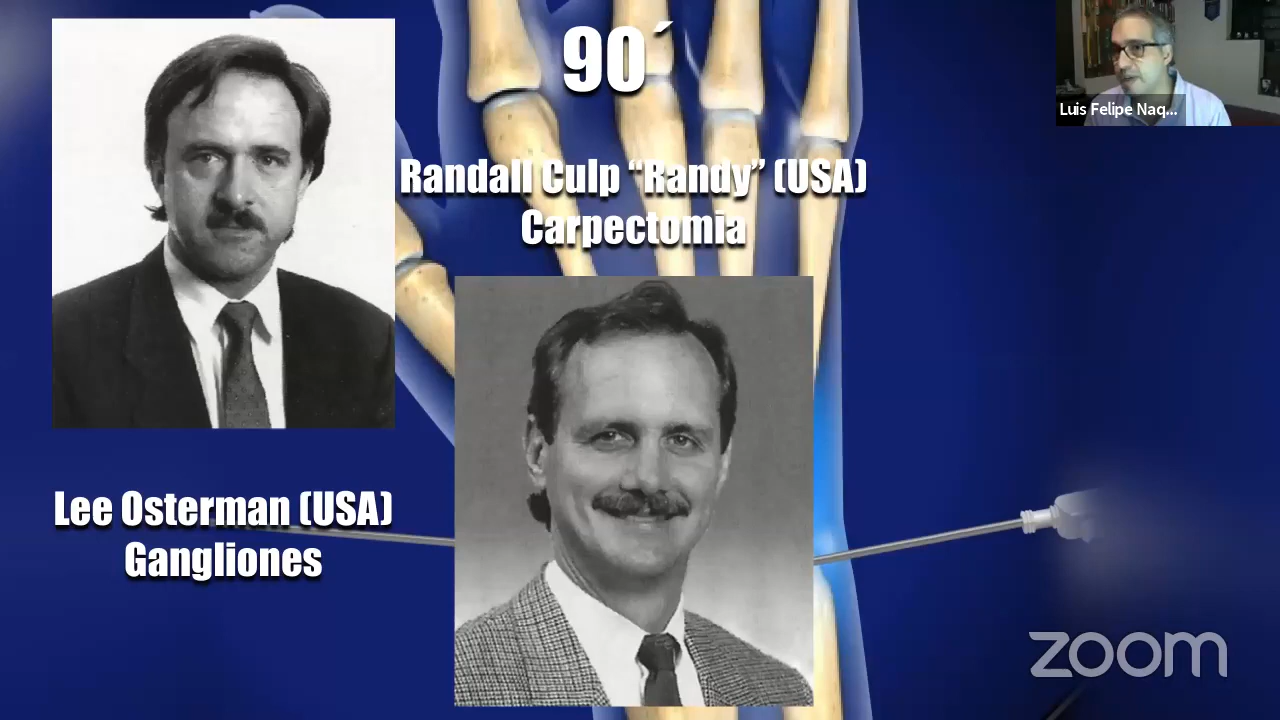 90´
Luis Felipe Naq...
Randall Culp “Randy” (USA)
Carpectomia
Lee Osterman (USA)
Gangliones
zoom